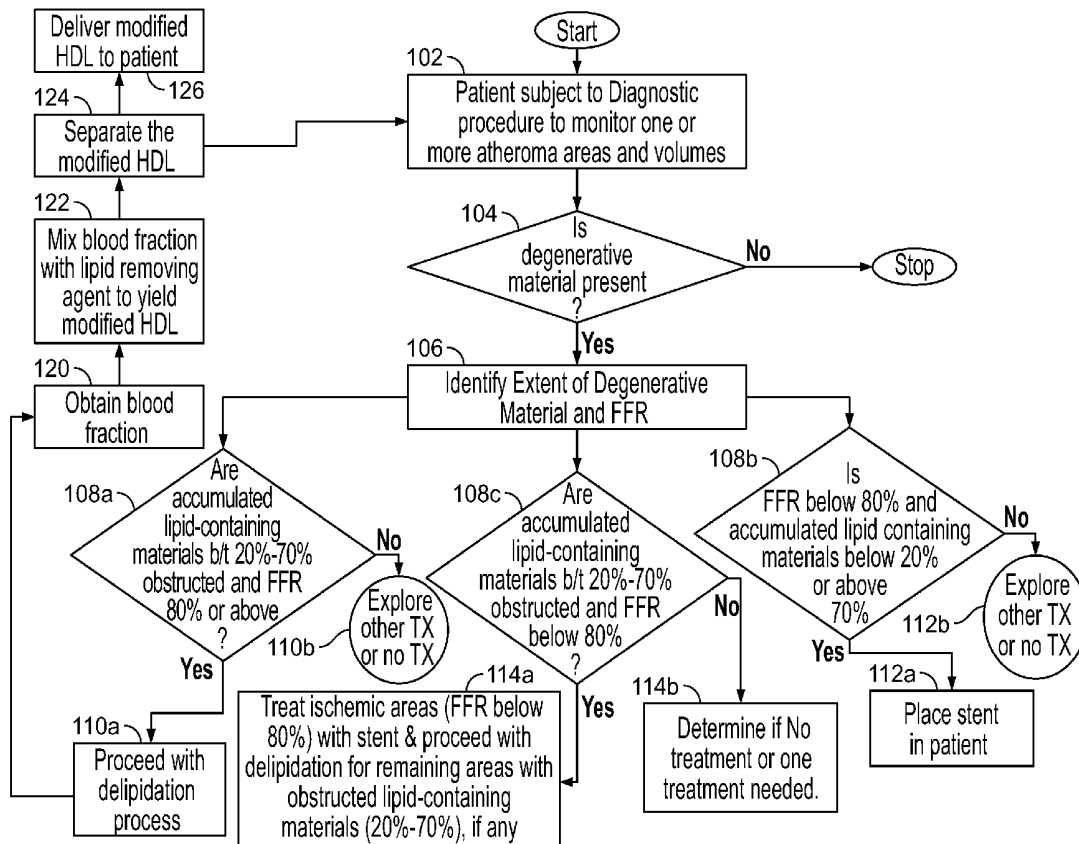 Start
102
Patient subject to Diagnostic
procedure to monitor one or
more atheroma areas and volumes
104
Is
degenerative
material present
?
No
Stop
Yes
106
Identify Extent of Degenerative
Material and FFR
108a
Are
accumulated
lipid-containing
materials b/t 20%-70%
obstructed and FFR
80% or above
?
No
110b
Explore
other TX
or no TX
Yes
110a
Proceed with
delipidation
process
108c
Are
accumulated
lipid-containing
materials b/t 20%-70%
obstructed and FFR
below 80%
?
No
Yes
114a
Treat ischemic areas (FFR below
80%) with stent & proceed with
delipidation for remaining areas with
obstructed lipid-containing
materials (20%-70%), if any
114b
Determine if No
treatment or one
treatment needed.
108b
Is
FFR below 80% and
accumulated lipid containing
materials below 20%
or above
70%
?
No
112b
Explore
other TX
or no TX
Yes
112a
Place stent
in patient
120
Obtain blood
fraction
122
Mix blood fraction
with lipid removing
agent to yield
modified HDL
124
Separate the
modified HDL
126
Deliver modified
HDL to patient